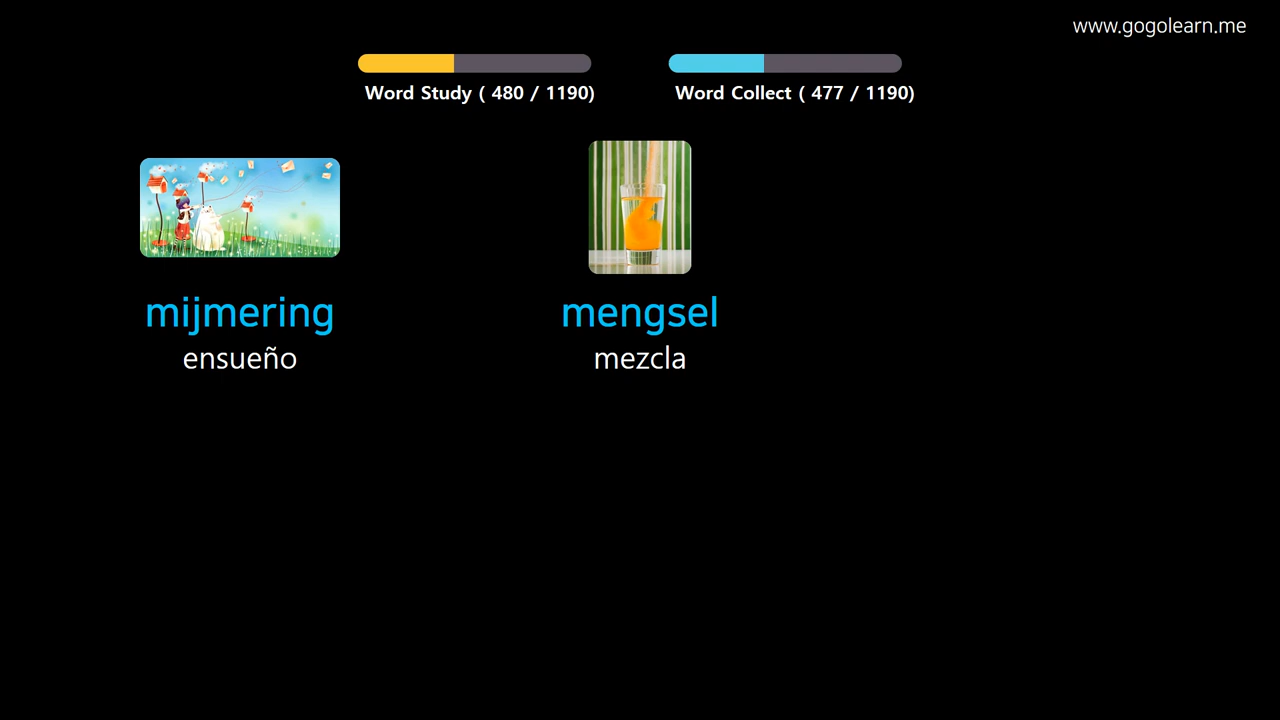 www.gogolearn.me
Word Study ( 480 / 1190)
Word Collect ( 477 / 1190)
mijmering
ensueño
mengsel
mezcla